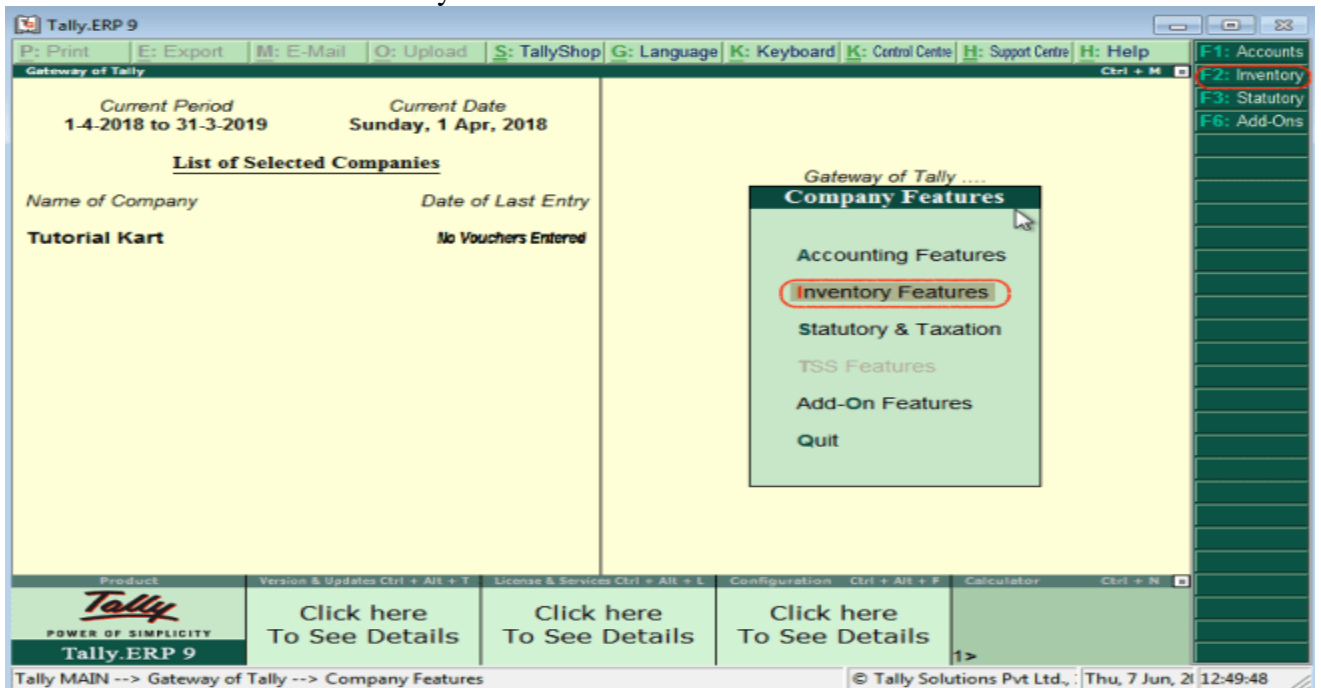 Tally.ERP 9
P: Print E: Export M: E-Mail O: Upload S: TallyShop G: Language K: Keyboard K: Control Centre H: Support Centre H: Help F1: Accounts
Gateway of Tally Ctrl + M F2: Inventory
F3: Statutory
F6: Add-Ons
Current Period Current Date
1-4-2018 to 31-3-2019 Sunday, 1 Apr, 2018
List of Selected Companies
Name of Company Date of Last Entry
Tutorial Kart No Vouchers Entered
Gateway of Tally ....
Company Features
Accounting Features
Inventory Features
Statutory & Taxation
TSS Features
Add-On Features
Quit
Product Version & Updates Ctrl + Alt + T License & Services Ctrl + Alt + L Configuration Ctrl + Alt + F Calculator Ctrl + N
Tally
POWER OF SIMPLICITY
Tally.ERP 9
Click here
To See Details
Click here
To See Details
Click here
To See Details
1>
Tally MAIN --> Gateway of Tally --> Company Features © Tally Solutions Pvt Ltd., Thu, 7 Jun, 12:49:48